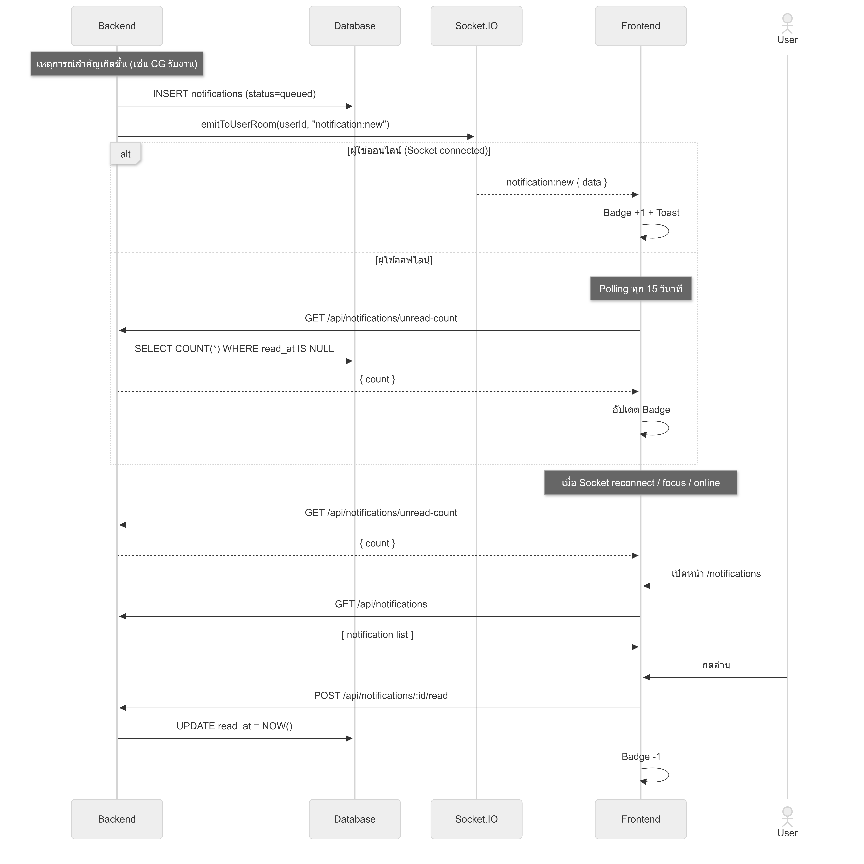 Backend
Database
Socket.IO
Frontend
User
เหตุการณ์สำคัญเกิดขึ้น (เช่น CG รับงาน)
INSERT notifications (status=queued)
emitToUserRoom(userId, "notification:new")
alt
[ผู้ใช้ออนไลน์ (Socket connected)]
notification:new { data }
Badge +1 + Toast
[ผู้ใช้ออฟไลน์]
Polling ทุก 15 วินาที
GET /api/notifications/unread-count
SELECT COUNT(*) WHERE read_at IS NULL
{ count }
อัปเดต Badge
เมื่อ Socket reconnect / focus / online
GET /api/notifications/unread-count
{ count }
เปิดหน้า /notifications
GET /api/notifications
[ notification list ]
กดอ่าน
POST /api/notifications/:id/read
UPDATE read_at = NOW()
Badge -1
Backend
Database
Socket.IO
Frontend
User